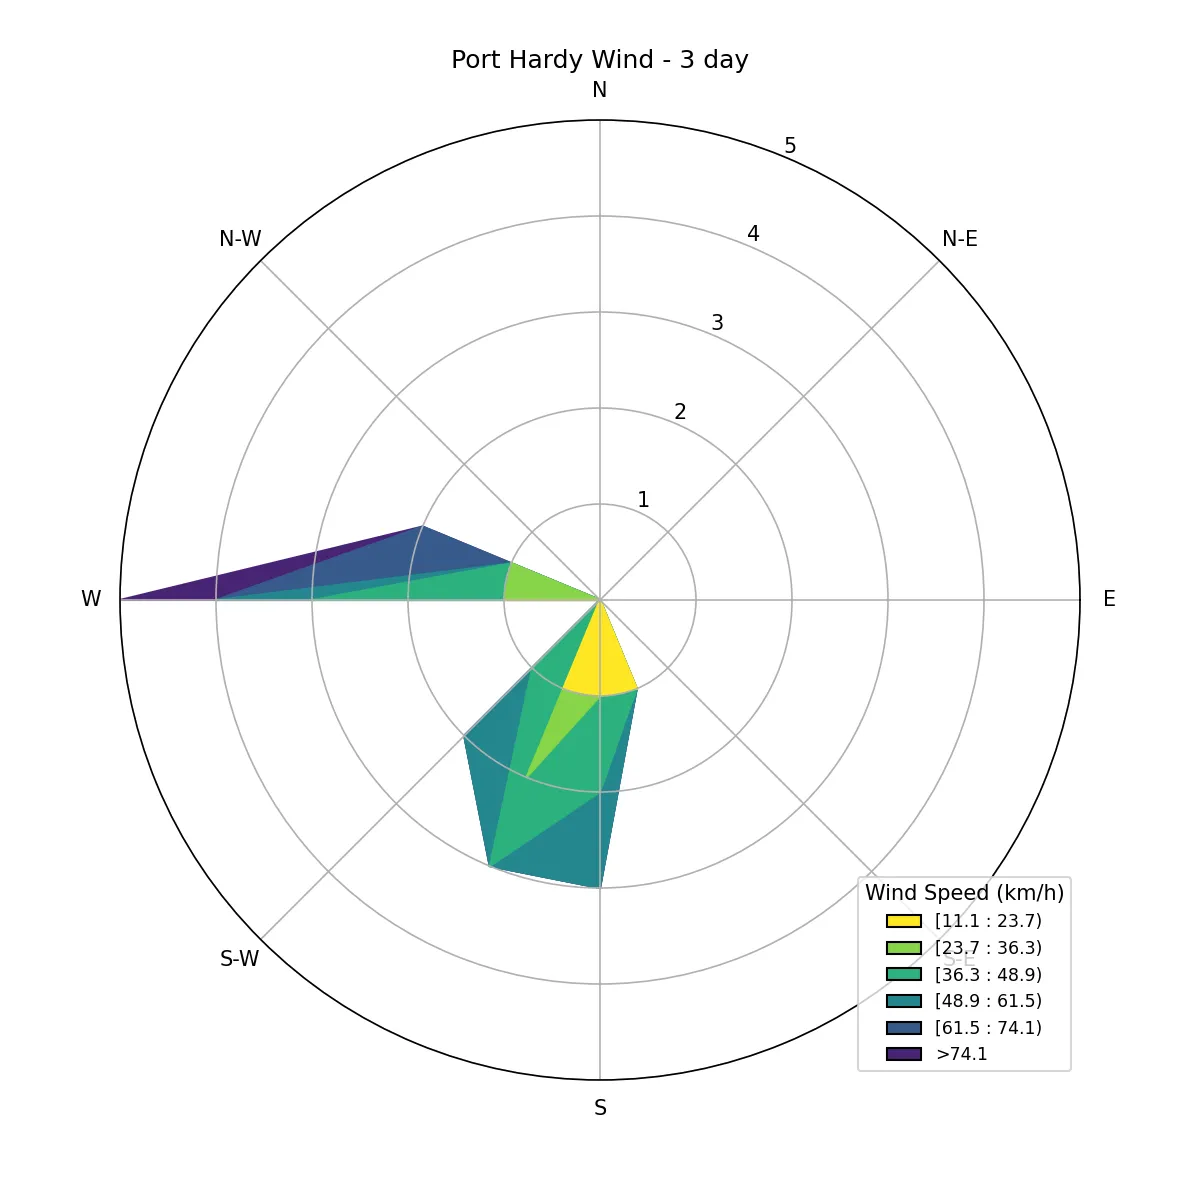 Port Hardy Wind - 3 day
N
5
N-W
4
N-E
3
2
1
W
E
Wind Speed (km/h)
[11.1 : 23.7)
[23.7 : 36.3)
S-W
S-E
[36.3 : 48.9)
[48.9 : 61.5)
[61.5 : 74.1)
>74.1
S